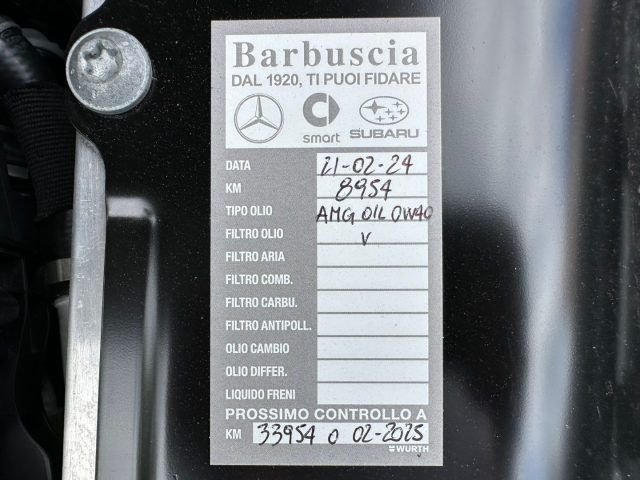 Barbuscia
DAL 1920, TI PUOI FIDARE
smart SUBARU
DATA 21-02-24
KM 8954
TIPO OLIO AMG OIL 0W40
FILTRO OLIO V
FILTRO ARIA
FILTRO COMB.
FILTRO CARBU.
FILTRO ANTIPOLL.
OLIO CAMBIO
OLIO DIFFER.
LIQUIDO FRENI
PROSSIMO CONTROLLO A
KM 33954 o 02-2025
WÜRTH